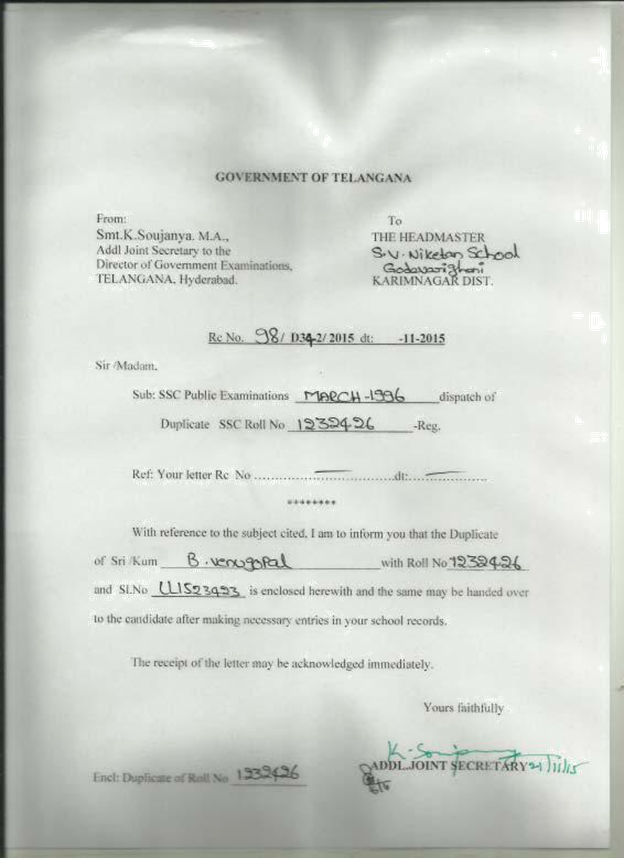 GOVERNMENT OF TELANGANA
From:
Smt.K.Soujanya. M.A.,
Addl Joint Secretary to the
Director of Government Examinations,
TELANGANA, Hyderabad.
To
THE HEADMASTER
S.V. Niketan School
Godavarighani
KARIMNAGAR DIST.
Rc No. 98/ D34-2/ 2015 dt: -11-2015
Sir /Madam,
Sub: SSC Public Examinations MARCH-1996 dispatch of
Duplicate SSC Roll No 1232426 -Reg.
Ref: Your letter Rc No ..................................dt:......................
********
With reference to the subject cited, I am to inform you that the Duplicate
of Sri /Kum B. Venugopal with Roll No 1232426
and Sl.No LL1523493 is enclosed herewith and the same may be handed over
to the candidate after making necessary entries in your school records.
The receipt of the letter may be acknowledged immediately.
Yours faithfully
K. Soujanya
ADDL.JOINT SECRETARY 21/11/15
Encl: Duplicate of Roll No 1232426